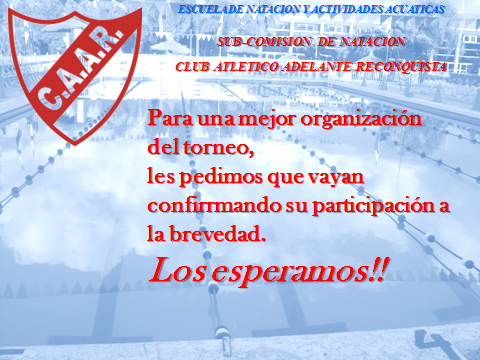 ESCUELA DE NATACION Y ACTIVIDADES ACUATICAS
SUB-COMISION DE NATACION
CLUB ATLETICO ADELANTE RECONQUISTA
C.A.A.R.
Para una mejor organización
del torneo,
les pedimos que vayan
confirrmando su participación a
la brevedad.
Los esperamos!!